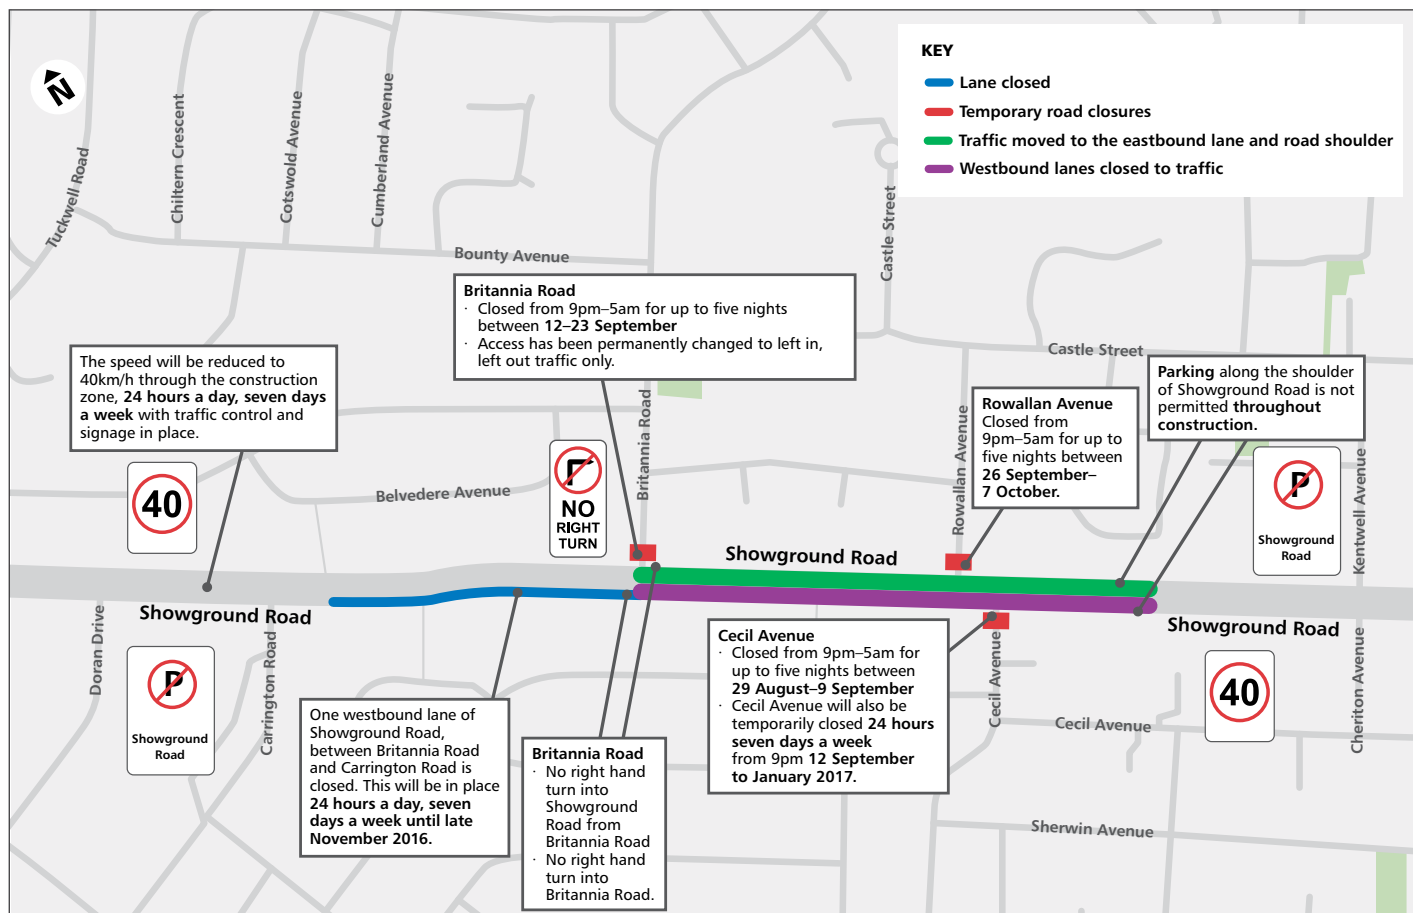 N
KEY
Lane closed
Temporary road closures
Traffic moved to the eastbound lane and road shoulder
Westbound lanes closed to traffic
Tuckwell Road
Chiltern Crescent
Cotswold Avenue
Cumberland Avenue
Bounty Avenue
Castle Street
Castle Street
Britannia Road
· Closed from 9pm–5am for up to five nights
between 12–23 September
· Access has been permanently changed to left in,
left out traffic only.
The speed will be reduced to
40km/h through the construction
zone, 24 hours a day, seven days
a week with traffic control and
signage in place.
Parking along the shoulder
of Showground Road is not
permitted throughout
construction.
Rowallan Avenue
Closed from
9pm–5am for up to
five nights between
26 September–
7 October.
40
Belvedere Avenue
NO
RIGHT
TURN
Britannia Road
Rowallan Avenue
P
Showground
Road
Kentwell Avenue
Showground Road
Showground Road
Showground Road
Doran Drive
Carrington Road
P
Showground
Road
One westbound lane of
Showground Road,
between Britannia Road
and Carrington Road is
closed. This will be in place
24 hours a day, seven
days a week until late
November 2016.
Britannia Road
· No right hand
turn into
Showground
Road from
Britannia Road
· No right hand
turn into
Britannia Road.
Cecil Avenue
· Closed from 9pm–5am for
up to five nights between
29 August–9 September
· Cecil Avenue will also be
temporarily closed 24 hours
seven days a week
from 9pm 12 September
to January 2017.
Cecil Avenue
Cecil Avenue
40
Cheriton Avenue
Sherwin Avenue